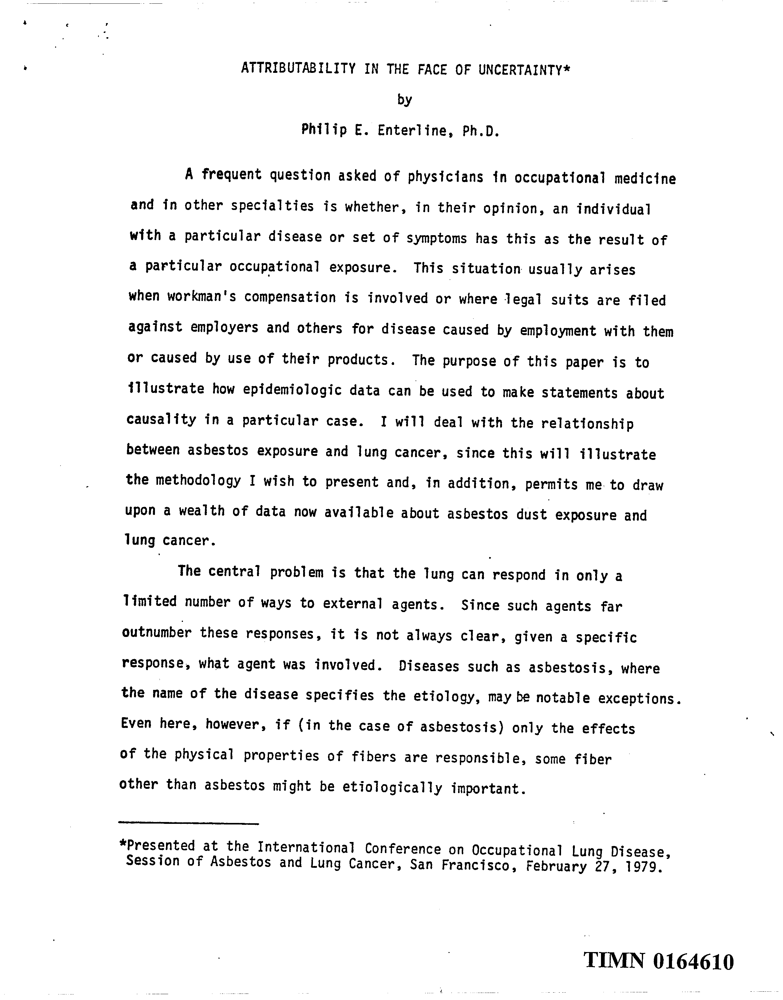 ATTRIBUTABILITY IN THE FACE OF UNCERTAINTY*
by
Philip E. Enterline, Ph.D.
A frequent question asked of physicians in occupational medicine
and in other specialties is whether, in their opinion, an individual
with a particular disease or set of symptoms has this as the result of
a particular occupational exposure. This situation usually arises
when workman's compensation is involved or where legal suits are filed
against employers and others for disease caused by employment with them
or caused by use of their products. The purpose of this paper is to
illustrate how epidemiologic data can be used to make statements about
causality in a particular case. I will deal with the relationship
between asbestos exposure and lung cancer, since this will illustrate
the methodology I wish to present and, in addition, permits me to draw
upon a wealth of data now available about asbestos dust exposure and
lung cancer.
The central problem is that the lung can respond in only a
limited number of ways to external agents. Since such agents far
outnumber these responses, it is not always clear, given a specific
response, what agent was involved. Diseases such as asbestosis, where
the name of the disease specifies the etiology, may be notable exceptions.
Even here, however, if (in the case of asbestosis) only the effects
of the physical properties of fibers are responsible, some fiber
other than asbestos might be etiologically important.
*Presented at the International Conference on Occupational Lung Disease,
Session of Asbestos and Lung Cancer, San Francisco, February 27, 1979.
TIMN 0164610